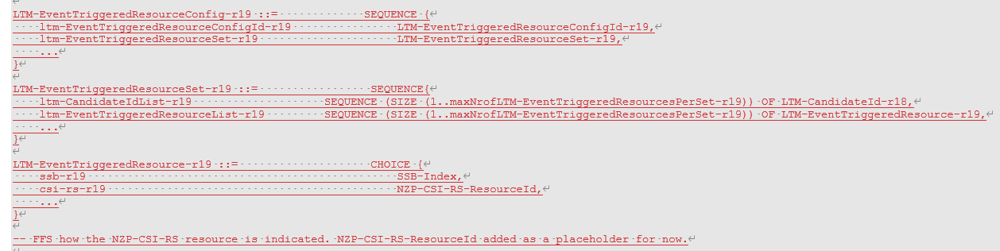 LTM-EventTriggeredResourceConfig-r19 ::= SEQUENCE {
ltm-EventTriggeredResourceConfigId-r19 LTM-EventTriggeredResourceConfigId-r19,
ltm-EventTriggeredResourceSet-r19 LTM-EventTriggeredResourceSet-r19,
...
}
LTM-EventTriggeredResourceSet-r19 ::= SEQUENCE{
ltm-CandidateIdList-r19 SEQUENCE (SIZE (1..maxNrofLTM-EventTriggeredResourcesPerSet-r19)) OF LTM-CandidateId-r18,
ltm-EventTriggeredResourceList-r19 SEQUENCE (SIZE (1..maxNrofLTM-EventTriggeredResourcesPerSet-r19)) OF LTM-EventTriggeredResource-r19,
...
}
LTM-EventTriggeredResource-r19 ::= CHOICE {
ssb-r19 SSB-Index,
csi-rs-r19 NZP-CSI-RS-ResourceId,
...
}
-- FFS how the NZP-CSI-RS resource is indicated. NZP-CSI-RS-ResourceId added as a placeholder for now.